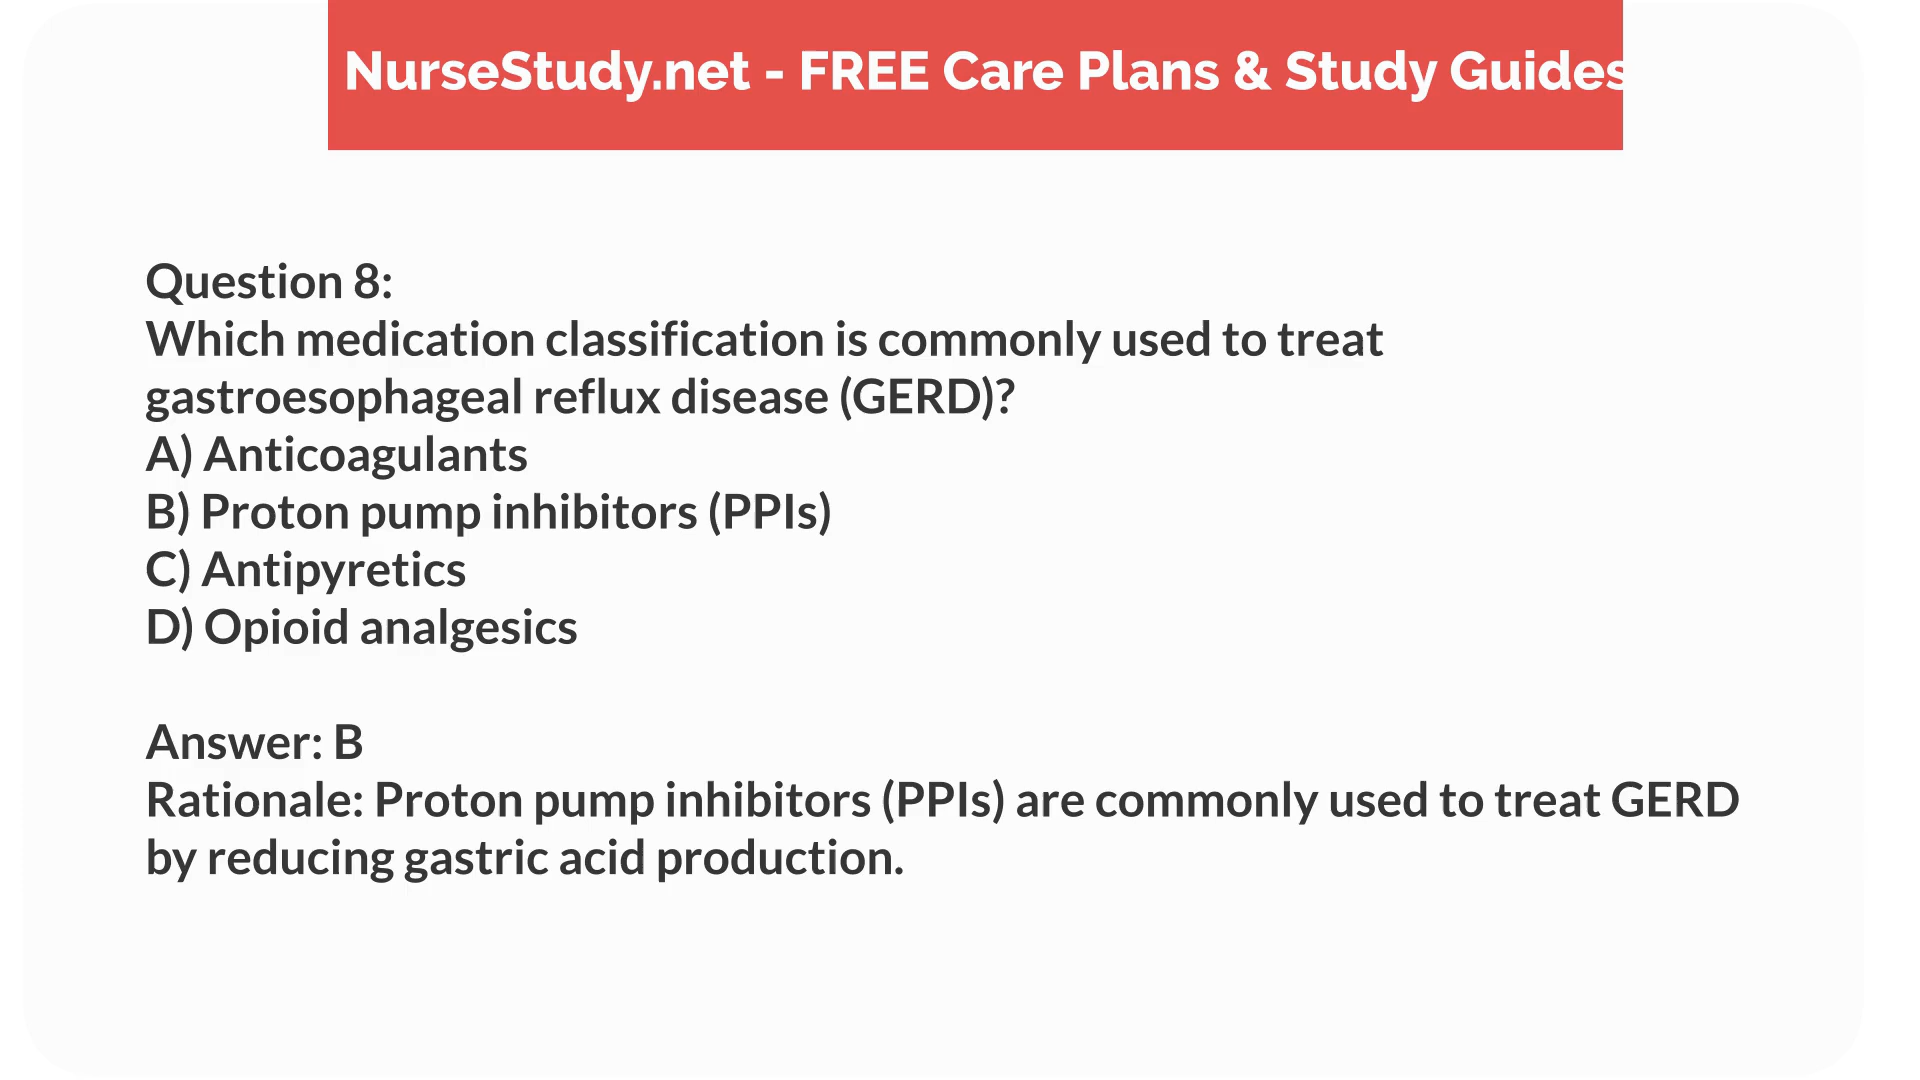 NurseStudy.net - FREE Care Plans & Study Guides
Question 8:
Which medication classification is commonly used to treat
gastroesophageal reflux disease (GERD)?
A) Anticoagulants
B) Proton pump inhibitors (PPIs)
C) Antipyretics
D) Opioid analgesics
Answer: B
Rationale: Proton pump inhibitors (PPIs) are commonly used to treat GERD
by reducing gastric acid production.